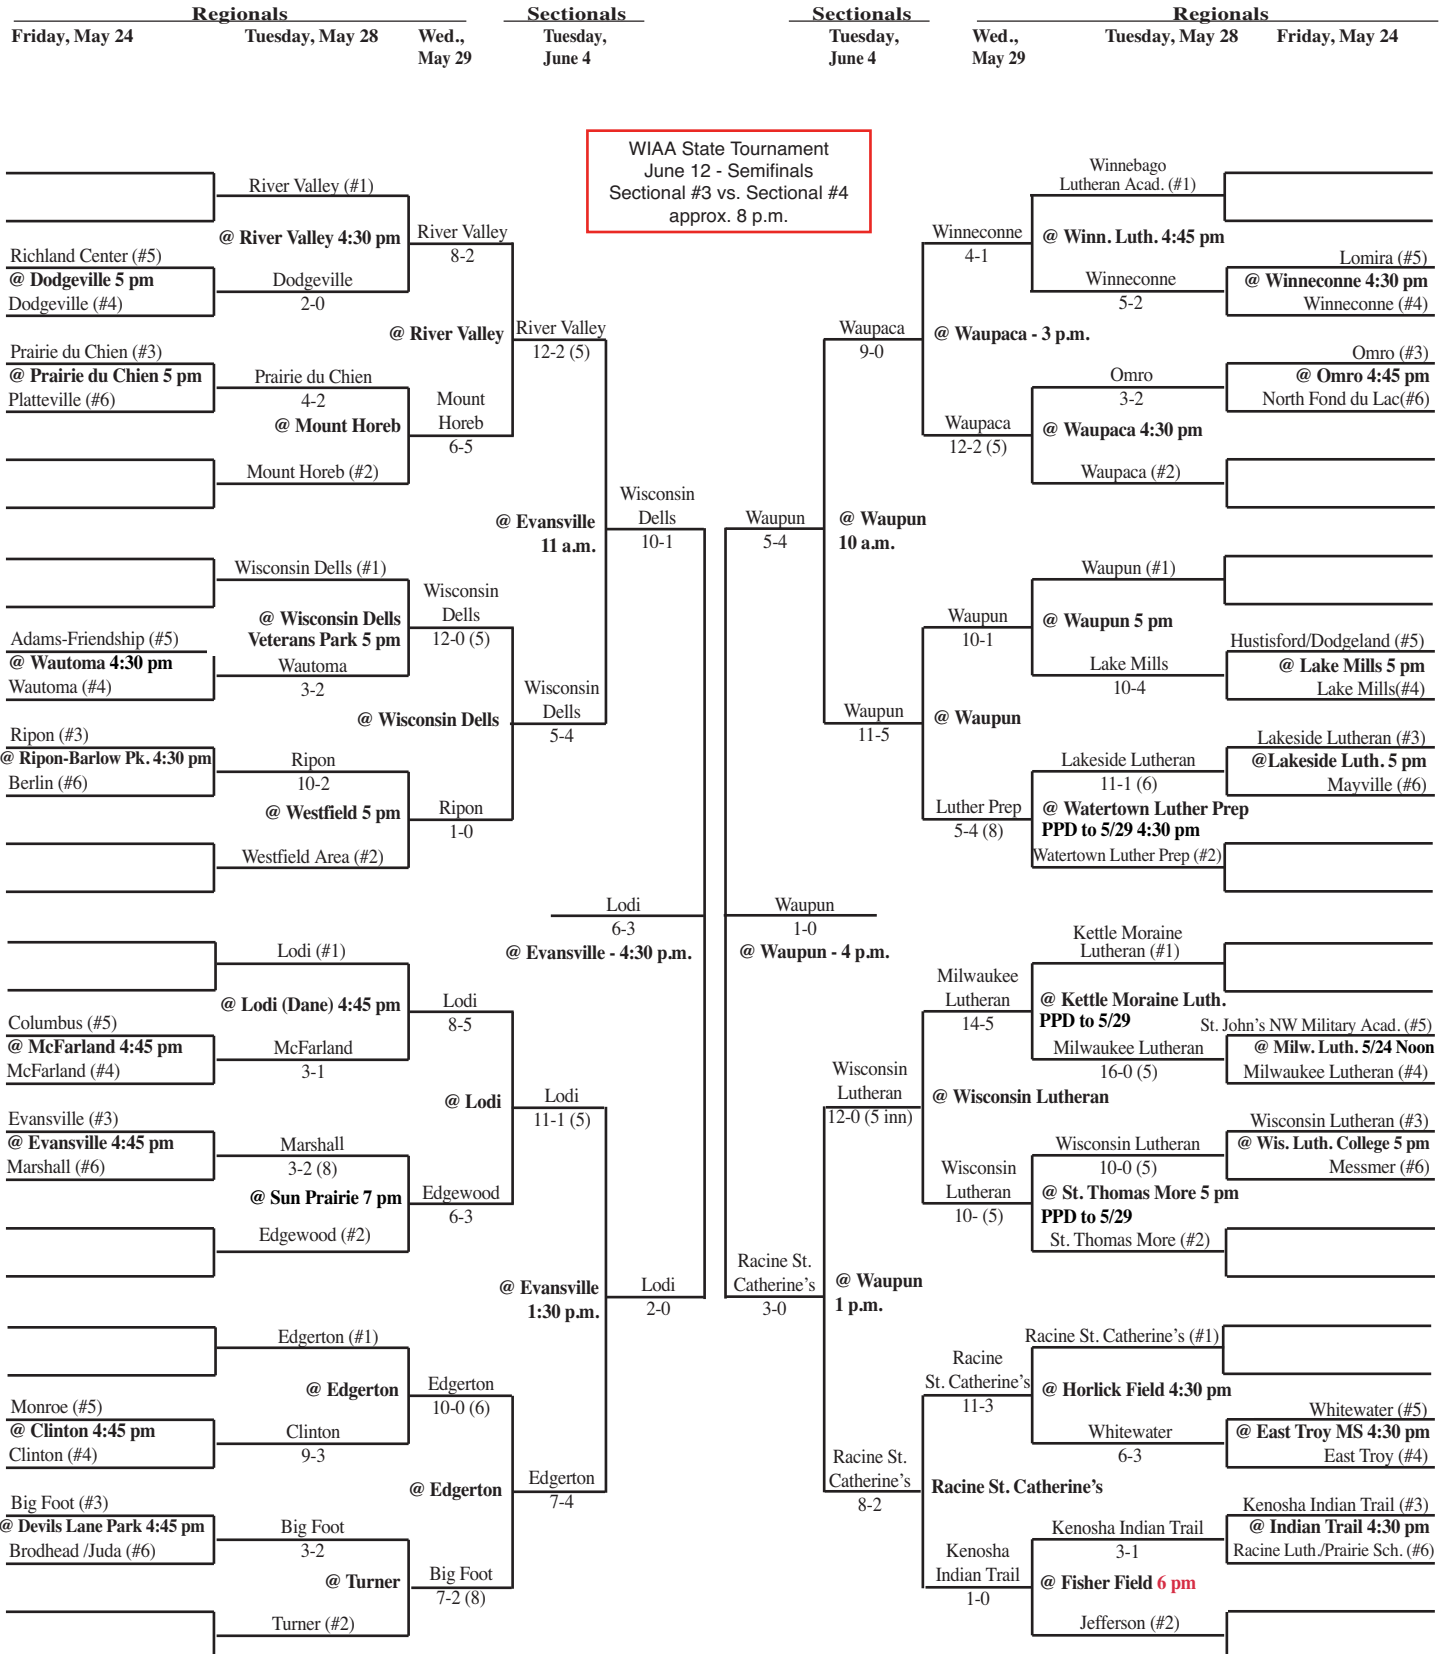 Regionals
Sectionals
Sectionals
Regionals
Friday, May 24
Tuesday, May 28
Wed.,
May 29
Tuesday,
June 4
Tuesday,
June 4
Wed.,
May 29
Tuesday, May 28
Friday, May 24
WIAA State Tournament
June 12 - Semifinals
Sectional #3 vs. Sectional #4
approx. 8 p.m.
River Valley (#1)
@ River Valley 4:30 pm
Richland Center (#5)
@ Dodgeville 5 pm
Dodgeville (#4)
Dodgeville
2-0
River Valley
8-2
@ River Valley
Prairie du Chien (#3)
@ Prairie du Chien 5 pm
Platteville (#6)
Prairie du Chien
4-2
@ Mount Horeb
Mount Horeb (#2)
Mount
Horeb
6-5
River Valley
12-2 (5)
@ Evansville
11 a.m.
Wisconsin
Dells
10-1
Wisconsin Dells (#1)
@ Wisconsin Dells
Veterans Park 5 pm
Adams-Friendship (#5)
@ Wautoma 4:30 pm
Wautoma (#4)
Wautoma
3-2
Wisconsin
Dells
12-0 (5)
@ Wisconsin Dells
Wisconsin
Dells
5-4
Ripon (#3)
@ Ripon-Barlow Pk. 4:30 pm
Berlin (#6)
Ripon
10-2
@ Westfield 5 pm
Westfield Area (#2)
Ripon
1-0
Lodi
6-3
@ Evansville - 4:30 p.m.
Lodi (#1)
@ Lodi (Dane) 4:45 pm
Columbus (#5)
@ McFarland 4:45 pm
McFarland (#4)
McFarland
3-1
Lodi
8-5
@ Lodi
Lodi
11-1 (5)
Evansville (#3)
@ Evansville 4:45 pm
Marshall (#6)
Marshall
3-2 (8)
@ Sun Prairie 7 pm
Edgewood (#2)
Edgewood
6-3
@ Evansville
1:30 p.m.
Lodi
2-0
Edgerton (#1)
@ Edgerton
Monroe (#5)
@ Clinton 4:45 pm
Clinton (#4)
Clinton
9-3
Edgerton
10-0 (6)
@ Edgerton
Edgerton
7-4
Big Foot (#3)
@ Devils Lane Park 4:45 pm
Brodhead /Juda (#6)
Big Foot
3-2
@ Turner
Turner (#2)
Big Foot
7-2 (8)
Winnebago
Lutheran Acad. (#1)
@ Winn. Luth. 4:45 pm
Winneconne
4-1
Lomira (#5)
@ Winneconne 4:30 pm
Winneconne (#4)
Winneconne
5-2
Waupaca
9-0
@ Waupaca - 3 p.m.
Omro (#3)
@ Omro 4:45 pm
North Fond du Lac(#6)
Omro
3-2
@ Waupaca 4:30 pm
Waupaca
12-2 (5)
Waupaca (#2)
Waupun
5-4
@ Waupun
10 a.m.
Waupun (#1)
@ Waupun 5 pm
Waupun
10-1
Hustisford/Dodgeland (#5)
@ Lake Mills 5 pm
Lake Mills(#4)
Lake Mills
10-4
Waupun
11-5
@ Waupun
Lakeside Lutheran (#3)
@Lakeside Luth. 5 pm
Mayville (#6)
Lakeside Lutheran
11-1 (6)
Luther Prep
5-4 (8)
@ Watertown Luther Prep
PPD to 5/29 4:30 pm
Watertown Luther Prep (#2)
Waupun
1-0
@ Waupun - 4 p.m.
Kettle Moraine
Lutheran (#1)
Milwaukee
Lutheran
14-5
@ Kettle Moraine Luth.
PPD to 5/29
St. John's NW Military Acad. (#5)
@ Milw. Luth. 5/24 Noon
Milwaukee Lutheran (#4)
Milwaukee Lutheran
16-0 (5)
Wisconsin
Lutheran
12-0 (5 inn)
@ Wisconsin Lutheran
Wisconsin Lutheran (#3)
@ Wis. Luth. College 5 pm
Messmer (#6)
Wisconsin Lutheran
10-0 (5)
Wisconsin
Lutheran
10- (5)
@ St. Thomas More 5 pm
PPD to 5/29
St. Thomas More (#2)
Racine St.
Catherine's
3-0
@ Waupun
1 p.m.
Racine St. Catherine's (#1)
Racine
St. Catherine's
11-3
@ Horlick Field 4:30 pm
Whitewater (#5)
@ East Troy MS 4:30 pm
East Troy (#4)
Whitewater
6-3
Racine St.
Catherine's
8-2
Racine St. Catherine's
Kenosha Indian Trail (#3)
@ Indian Trail 4:30 pm
Racine Luth./Prairie Sch. (#6)
Kenosha Indian Trail
3-1
Kenosha
Indian Trail
1-0
@ Fisher Field 6 pm
Jefferson (#2)